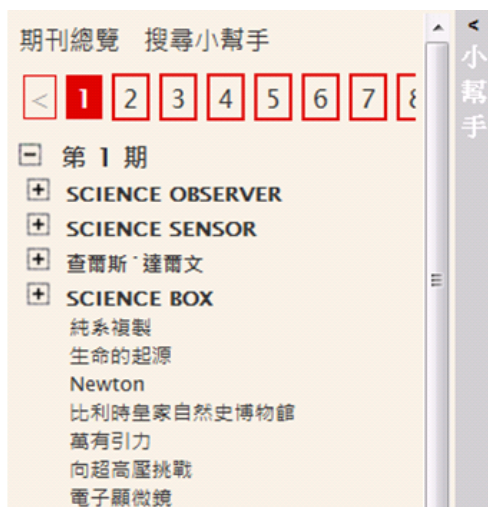 期刊總覽 搜尋小幫手
< 1 2 3 4 5 6 7
第 1 期
SCIENCE OBSERVER
SCIENCE SENSOR
查爾斯˙達爾文
SCIENCE BOX
純系複製
生命的起源
Newton
比利時皇家自然史博物館
萬有引力
向超高壓挑戰
電子顯微鏡
<
小幫手